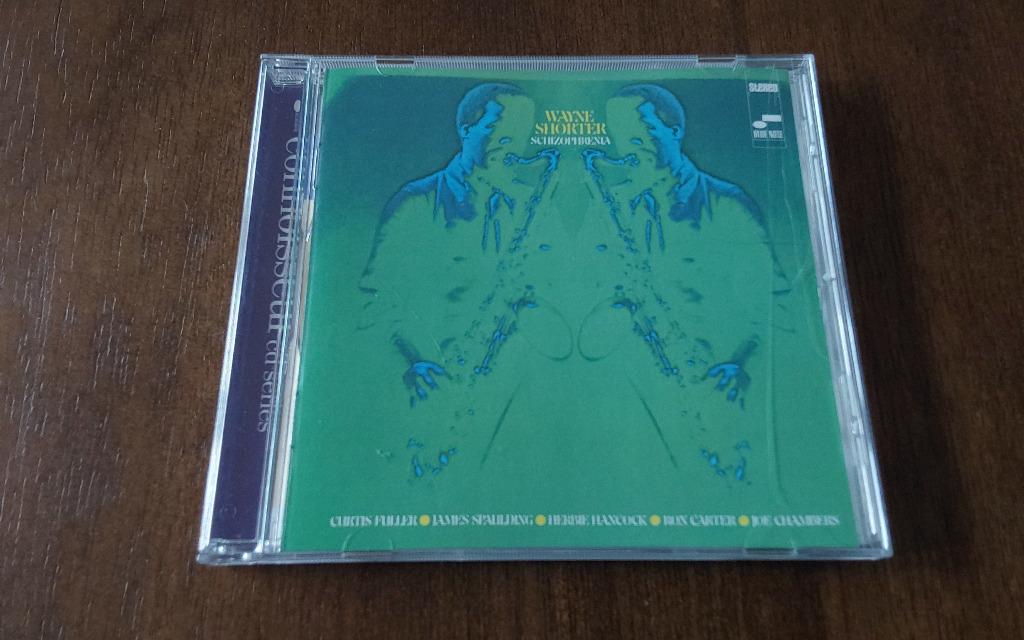 Connoisseur cd series
WAYNE
SHORTER
SCHIZOPHRENIA
STEREO
BLUE NOTE
CURTIS FULLER ● JAMES SPAULDING ● HERBIE HANCOCK ● RON CARTER ● JOE CHAMBERS